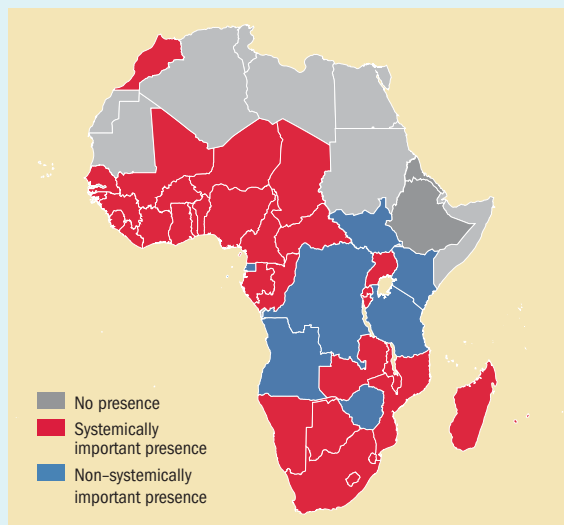 No presence
Systemically
important presence
Non–systemically
important presence